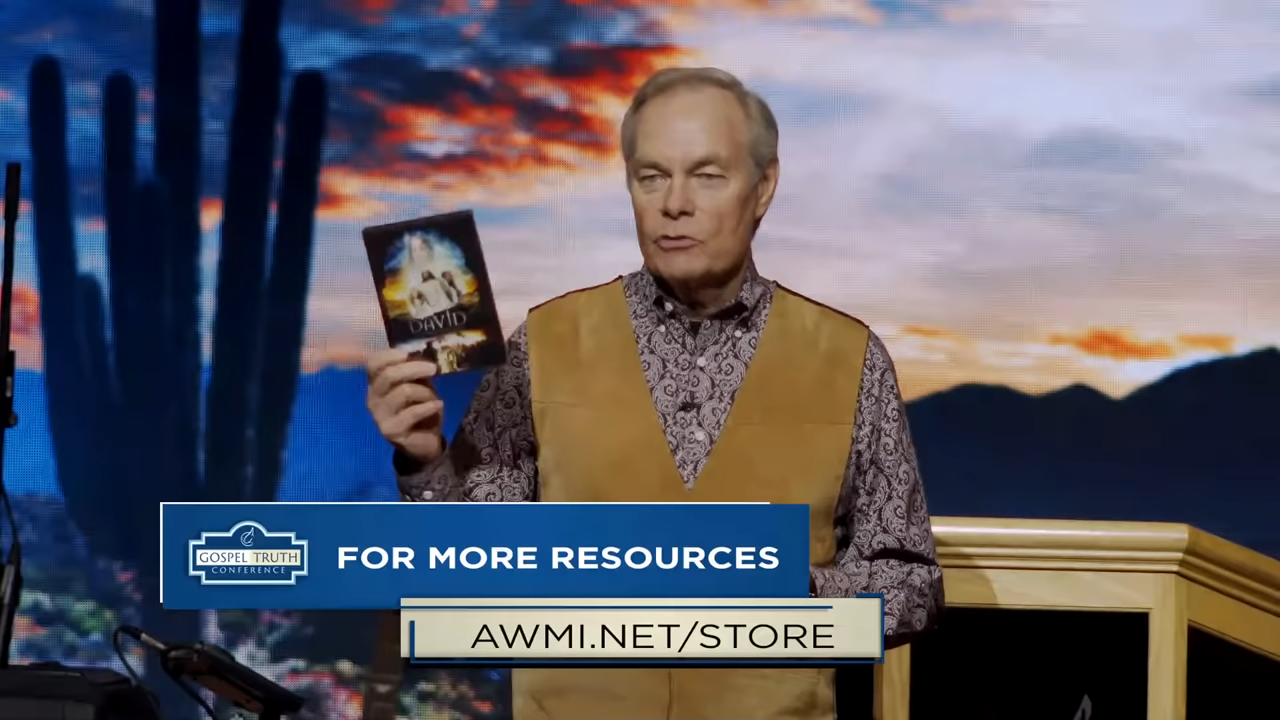 DAVID
GOSPEL TRUTH
CONFERENCE
FOR MORE RESOURCES
AWMI.NET/STORE